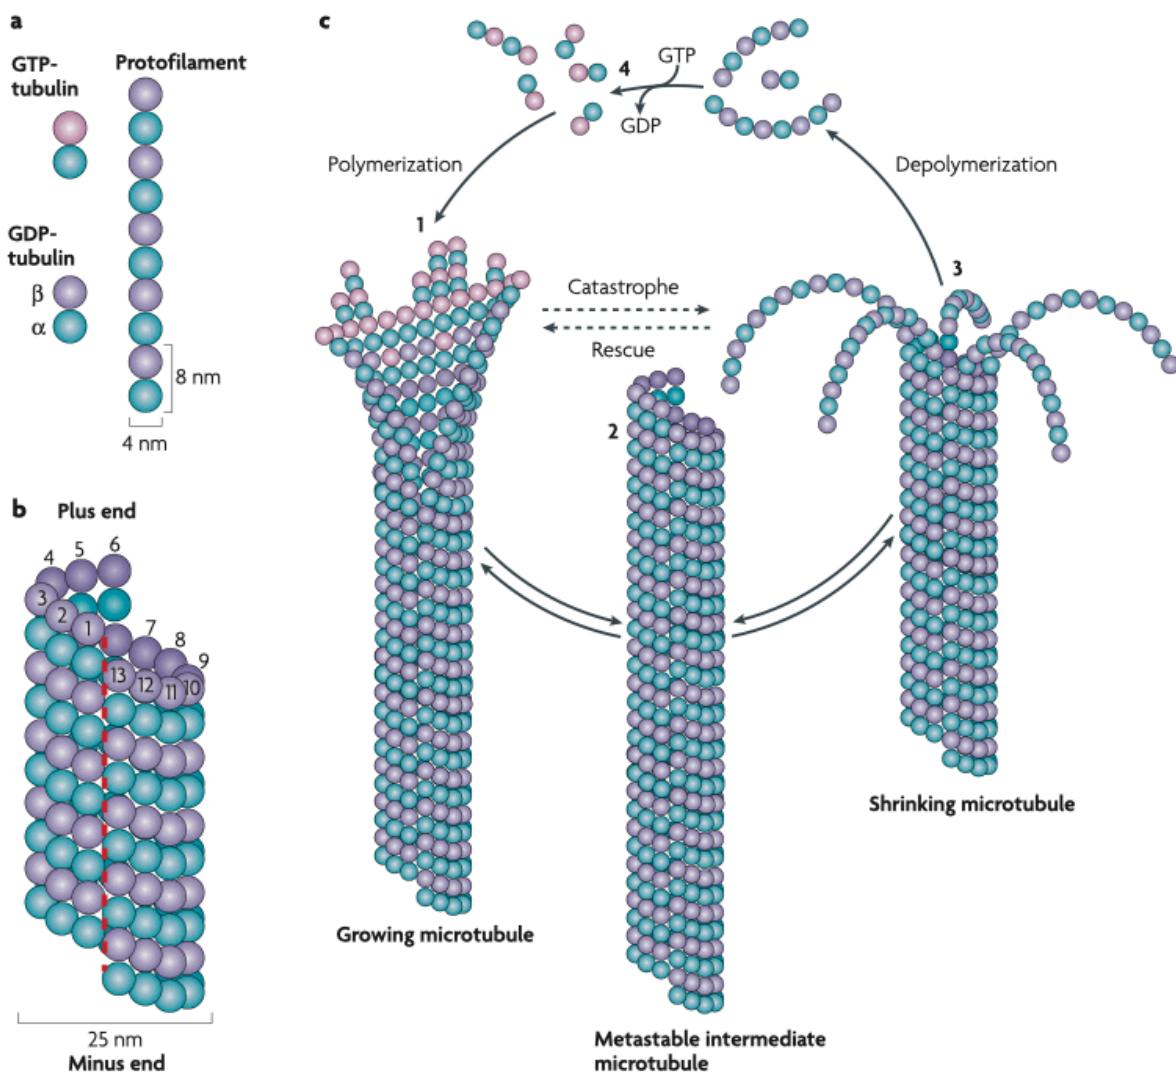 a
GTP-
tubulin
Protofilament
GDP-
tubulin
β
α
8 nm
4 nm
b
Plus end
4
5
6
3
2
1
7
8
9
13
12
11
10
25 nm
Minus end
c
4
GTP
GDP
Polymerization
Depolymerization
1
3
Catastrophe
Rescue
2
Growing microtubule
Shrinking microtubule
Metastable intermediate
microtubule